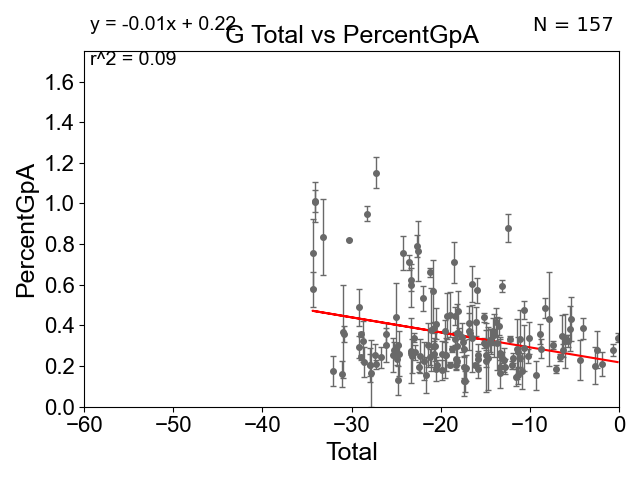 y = -0.01x + 0.22
G Total vs PercentGpA
N = 157
r^2 = 0.09
PercentGpA
1.6
1.4
1.2
1.0
0.8
0.6
0.4
0.2
0.0
−60
−50
−40
−30
−20
−10
0
Total